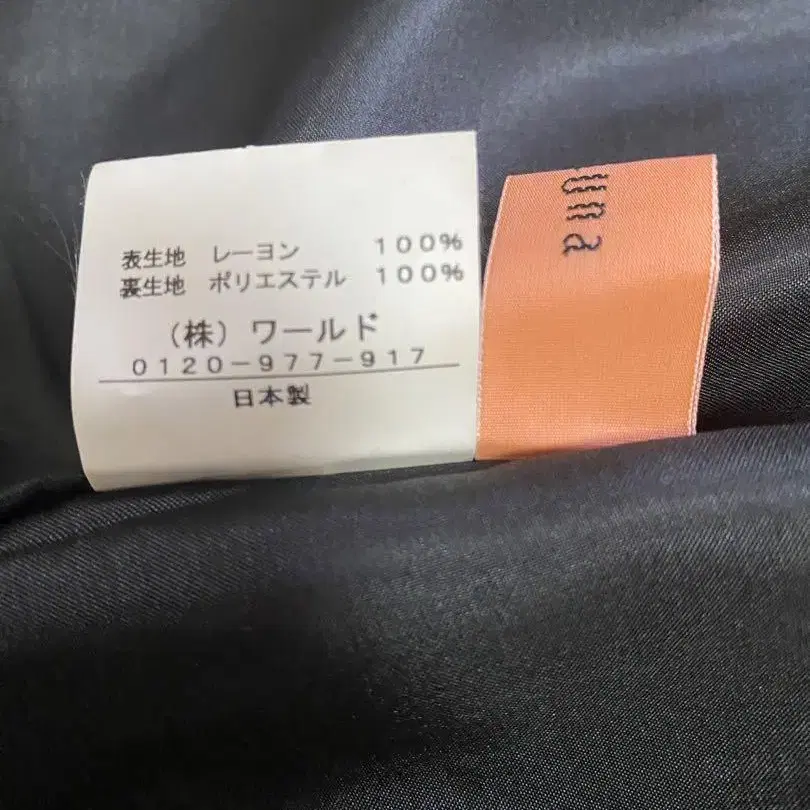 表生地 レーヨン 100%
裏生地 ポリエステル 100%
(株) ワールド
0120-977-917
日本製